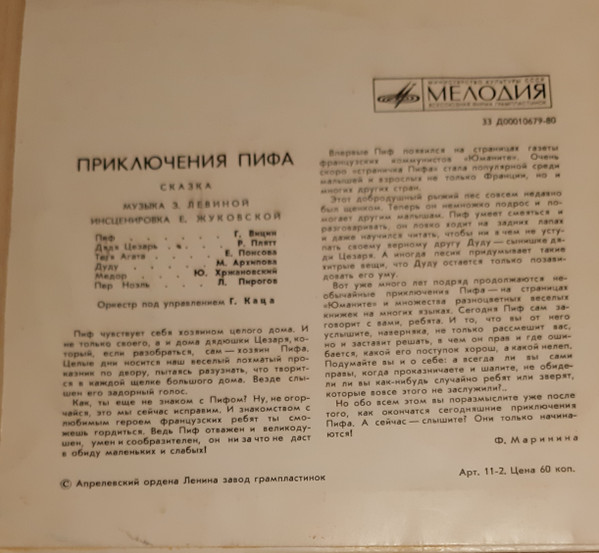 МИНИСТЕРСТВО КУЛЬТУРЫ СССР
МЕЛОДИЯ
ВСЕСОЮЗНАЯ ФИРМА ГРАМПЛАСТИНОК
33 Д00010679-80
ПРИКЛЮЧЕНИЯ ПИФА
СКАЗКА
МУЗЫКА З. ЛЕВИНОЙ
ИНСЦЕНИРОВКА Е. ЖУКОВСКОЙ
Пиф . . . . Г. Вицин
Дядя Цезарь . . . Р. Плятт
Тетя Агата . . . Е. Понсова
Дуду . . . М. Архипова
Медор . . . Ю. Хржановский
Пер Ноэль . . . Л. Пирогов
Оркестр под управлением Г. Каца
Пиф чувствует себя хозяином целого дома. И
не только своего, а и дома дядюшки Цезаря, ко-
торый, если разобраться, сам — хозяин Пифа.
Целые дни носится наш веселый лохматый про-
казник по двору, пытаясь разузнать, что творит-
ся в каждой щелке большого дома. Везде слы-
шен его задорный голос.
Как, ты еще не знаком с Пифом? Ну, не огор-
чайся, это мы сейчас исправим. И знакомством с
любимым героем французских ребят ты смо-
жешь гордиться. Ведь Пиф отважен и великоду-
шен, умен и сообразителен, он ни за что не даст
в обиду маленьких и слабых!
Впервые Пиф появился на страницах газеты
французских коммунистов «Юманите». Очень
скоро «страничка Пифа» стала популярной среди
малышей и взрослых не только Франции, но и
многих других стран.
Этот добродушный рыжий пес совсем недавно
был щенком. Теперь он немножко подрос и по-
могает другим малышам. Пиф умеет смеяться и
разговаривать, он ловко ходит на задних лапах
и даже научился читать, чтобы ни в чем не усту-
пать своему верному другу Дуду — сынишке дя-
ди Цезаря. А иногда песик придумывает такие
хитрые вещи, что Дуду остается только позави-
довать его уму.
Вот уже много лет подряд продолжаются не-
обычайные приключения Пифа — на страницах
«Юманите» и множества разноцветных веселых
книжек на многих языках. Сегодня Пиф сам за-
говорит с вами, ребята. И то, что вы от него
услышите, наверняка, не только рассмешит вас,
но и заставит решать, в чем он прав и где оши-
бается, какой его поступок хорош, а какой нелеп.
Подумайте вы и о себе: а всегда ли вы сами
правы, когда проказничаете и шалите, не обиде-
ли ли вы как-нибудь случайно ребят или зверят,
которые вовсе этого не заслужили?..
Но обо всем этом вы поразмыслите уже после
того, как окончатся сегодняшние приключения
Пифа. А сейчас — слышите? Они только начина-
ются!
Ф. Маринина
© Апрелевский ордена Ленина завод грампластинок
Арт. 11-2. Цена 60 коп.